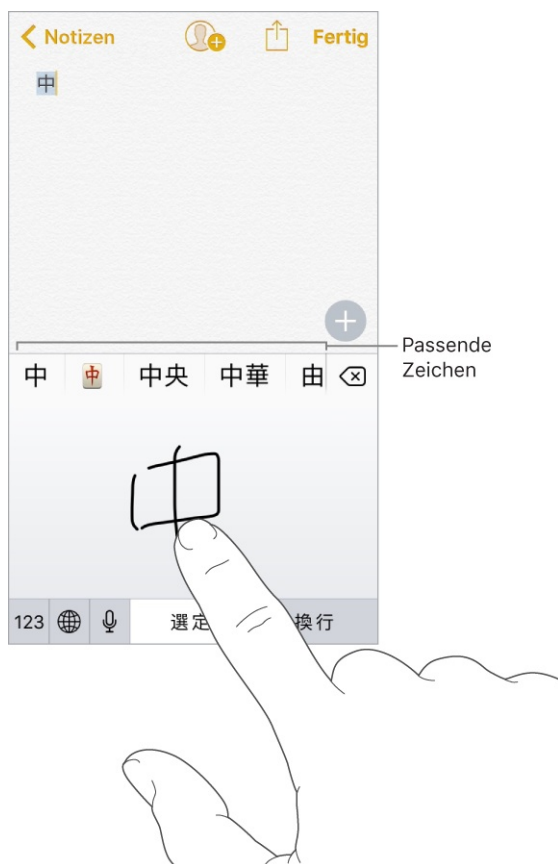 Notizen Fertig
中
Passende
Zeichen
中 中 中央 中華 由
中
123 選定 換行